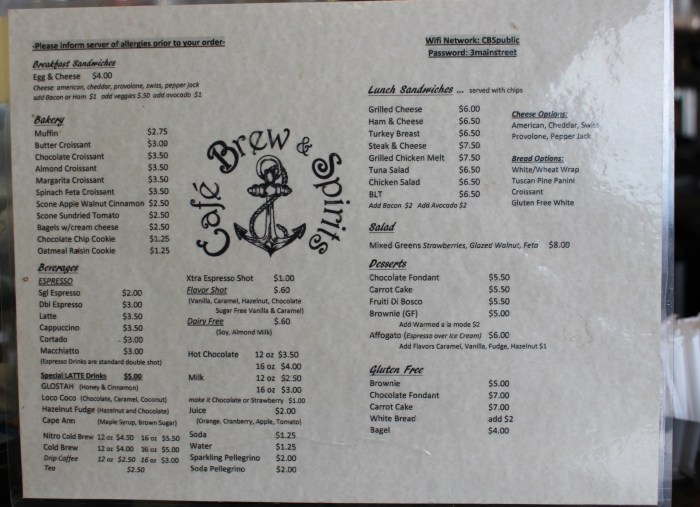 -Please inform server of allergies prior to your order-
Breakfast Sandwiches
Egg & Cheese $4.00
Cheese american, cheddar, provolone, swiss, pepper jack
add Bacon or Ham $1 add veggies $.50 add avocado $2
Bakery
Muffin $2.75
Butter Croissant $3.00
Chocolate Croissant $3.50
Almond Croissant $3.50
Margarita Croissant $3.50
Spinach Feta Croissant $3.50
Scone Apple Walnut Cinnamon $2.50
Scone Sundried Tomato $2.50
Bagels w/cream cheese $2.50
Chocolate Chip Cookie $1.25
Oatmeal Raisin Cookie $1.25
Beverages
ESPRESSO
Sgl Espresso $2.00
Dbl Espresso $3.00
Latte $3.50
Cappuccino $3.50
Cortado $3.00
Macchiato $3.00
(Espresso Drinks are standard double shot)
Special LATTE Drinks $5.00
GLOSTAH (Honey & Cinnamon)
Loco Coco (Chocolate, Caramel, Coconut)
Hazelnut Fudge (Hazelnut and Chocolate)
Cape Ann (Maple Syrup, Brown Sugar)
Nitro Cold Brew 12 oz $4.50 16 oz $5.50
Cold Brew 12 oz $4.00 16 oz $5.00
Drip Coffee 12 oz $2.50 16 oz $3.00
Tea $2.50
Café Brew & Spirits
Xtra Espresso Shot $1.00
Flavor Shot $.60
(Vanilla, Caramel, Hazelnut, Chocolate
Sugar Free Vanilla & Caramel)
Dairy Free $.60
(Soy, Almond Milk)
Hot Chocolate 12 oz $3.50
16 oz $4.00
Milk 12 oz $2.50
16 oz $3.00
make it Chocolate or Strawberry $1.00
Juice $2.00
(Orange, Cranberry, Apple, Tomato)
Soda $1.25
Water $1.25
Sparkling Pellegrino $2.00
Soda Pellegrino $2.00
Wifi Network: CBSpublic
Password: 3mainstreet
Lunch Sandwiches ... served with chips
Grilled Cheese $6.00
Ham & Cheese $6.50
Turkey Breast $6.50
Steak & Cheese $7.50
Grilled Chicken Melt $7.50
Tuna Salad $6.50
Chicken Salad $6.50
BLT $6.50
Add Bacon $2 Add Avocado $2
Cheese Options:
American, Cheddar, Swiss
Provolone, Pepper Jack
Bread Options:
White/Wheat Wrap
Tuscan Pine Panini
Croissant
Gluten Free White
Salad
Mixed Greens Strawberries, Glazed Walnut, Feta $8.00
Desserts
Chocolate Fondant $5.50
Carrot Cake $5.50
Fruiti Di Bosco $5.50
Brownie (GF) $5.00
Add Warmed a la mode $2
Affogato (Espresso over Ice Cream) $6.00
Add Flavors Caramel, Vanilla, Fudge, Hazelnut $1
Gluten Free
Brownie $5.00
Chocolate Fondant $7.00
Carrot Cake $7.00
White Bread add $2
Bagel $4.00